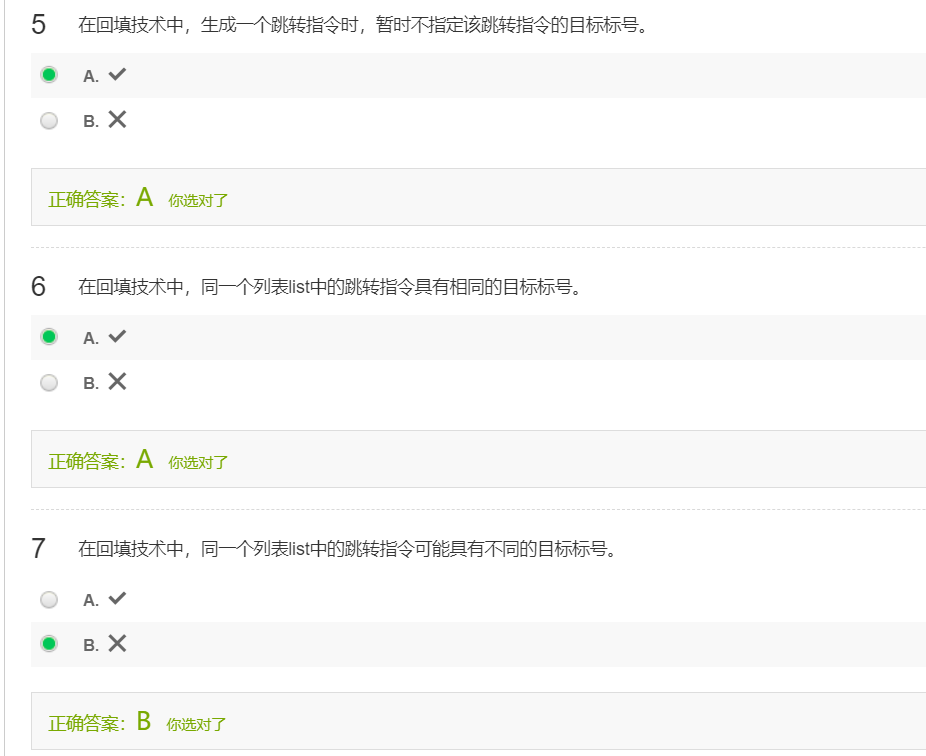 5 在回填技术中，生成一个跳转指令时，暂时不指定该跳转指令的目标标号。
A. ✔
B. ✕
正确答案：A 你选对了
6 在回填技术中，同一个列表list中的跳转指令具有相同的目标标号。
A. ✔
B. ✕
正确答案：A 你选对了
7 在回填技术中，同一个列表list中的跳转指令可能具有不同的目标标号。
A. ✔
B. ✕
正确答案：B 你选对了